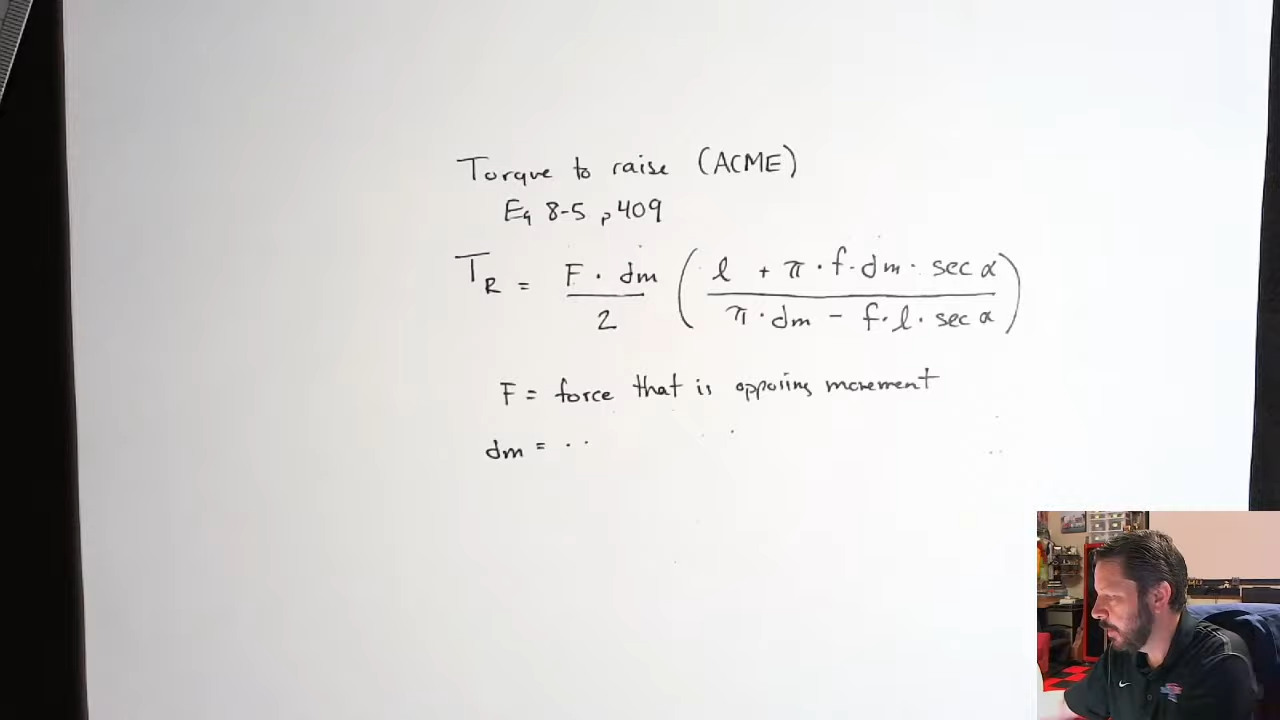 Torque to raise (ACME)
Eq 8-5 p409
T_R = F · dm / 2 ( l + π · f · dm · sec α / π · dm - f · l · sec α )
F = force that is opposing movement
dm = ··